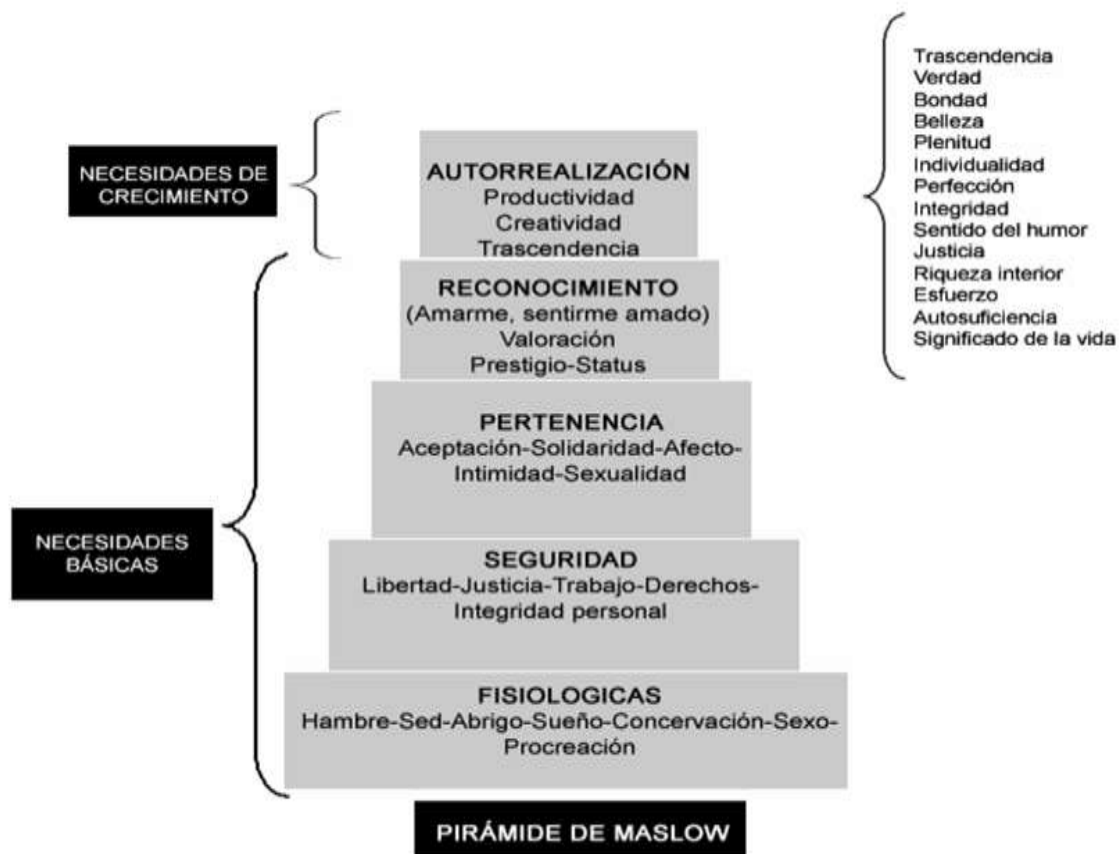 NECESIDADES DE
CRECIMIENTO
AUTORREALIZACIÓN
Productividad
Creatividad
Trascendencia
Trascendencia
Verdad
Bondad
Belleza
Plenitud
Individualidad
Perfección
Integridad
Sentido del humor
Justicia
Riqueza interior
Esfuerzo
Autosuficiencia
Significado de la vida
RECONOCIMIENTO
(Amarme, sentirme amado)
Valoración
Prestigio-Status
PERTENENCIA
Aceptación-Solidaridad-Afecto-
Intimidad-Sexualidad
NECESIDADES
BÁSICAS
SEGURIDAD
Libertad-Justicia-Trabajo-Derechos-
Integridad personal
FISIOLOGICAS
Hambre-Sed-Abrigo-Sueño-Concervación-Sexo-
Procreación
PIRÁMIDE DE MASLOW